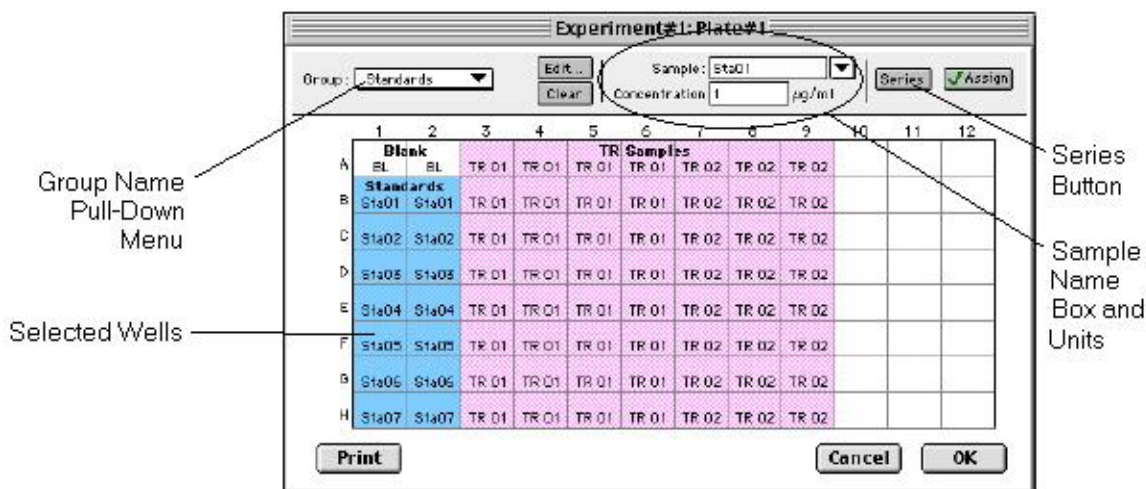 Experiment#1: Plate#1
Group: Standards
Edit...
Clear
Sample: Sta01
Concentration 1 µg/ml
Series
Assign
1 2 3 4 5 6 7 8 9 10 11 12
Blank TR Samples
A BL BL TR 01 TR 01 TR 01 TR 01 TR 02 TR 02 TR 02
Standards
B Sta01 Sta01 TR 01 TR 01 TR 01 TR 01 TR 02 TR 02 TR 02
C Sta02 Sta02 TR 01 TR 01 TR 01 TR 01 TR 02 TR 02 TR 02
D Sta03 Sta03 TR 01 TR 01 TR 01 TR 01 TR 02 TR 02 TR 02
E Sta04 Sta04 TR 01 TR 01 TR 01 TR 01 TR 02 TR 02 TR 02
F Sta05 Sta05 TR 01 TR 01 TR 01 TR 01 TR 02 TR 02 TR 02
G Sta06 Sta06 TR 01 TR 01 TR 01 TR 01 TR 02 TR 02 TR 02
H Sta07 Sta07 TR 01 TR 01 TR 01 TR 01 TR 02 TR 02 TR 02
Print
Cancel
OK
Group Name
Pull-Down
Menu
Selected Wells
Series
Button
Sample
Name
Box and
Units